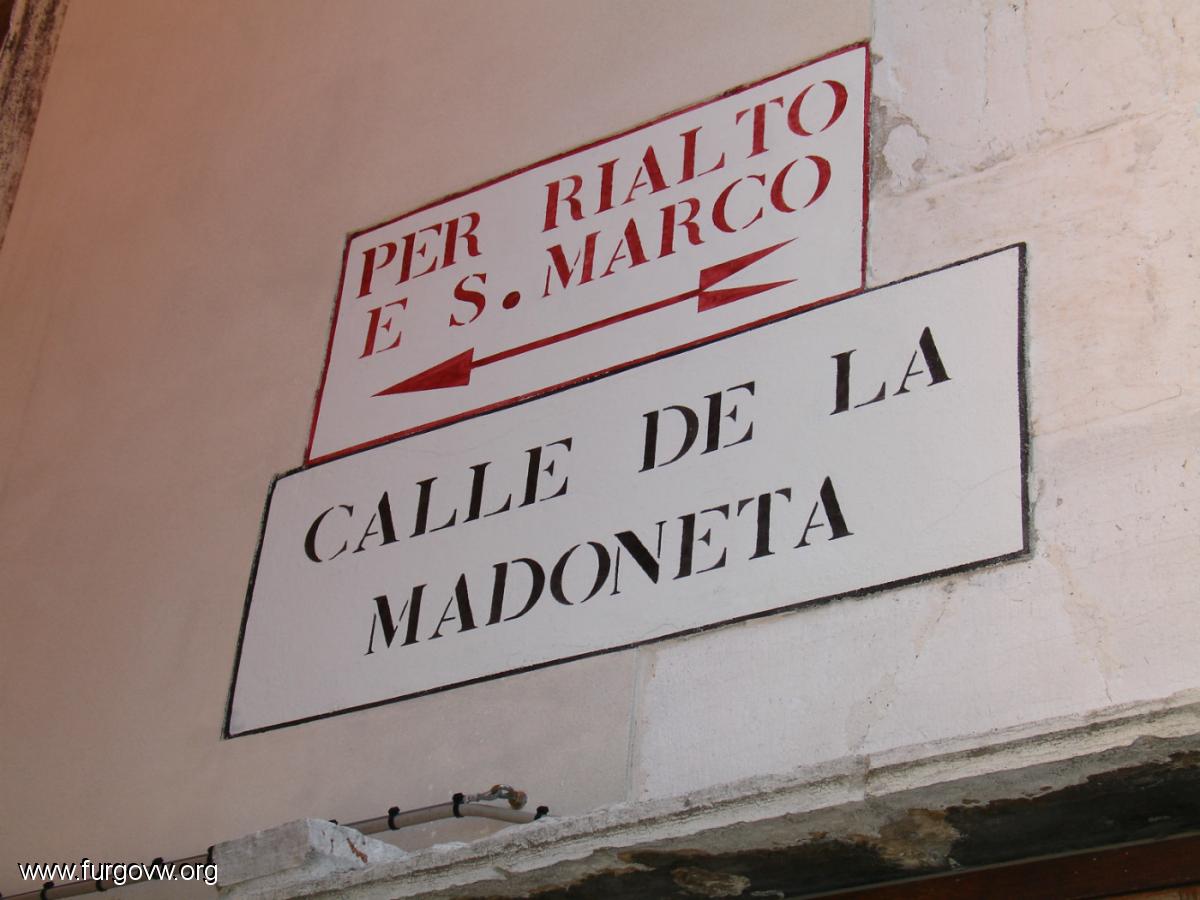 PER RIALTO
E S. MARCO
CALLE DE LA
MADONETA
www.furgovw.org